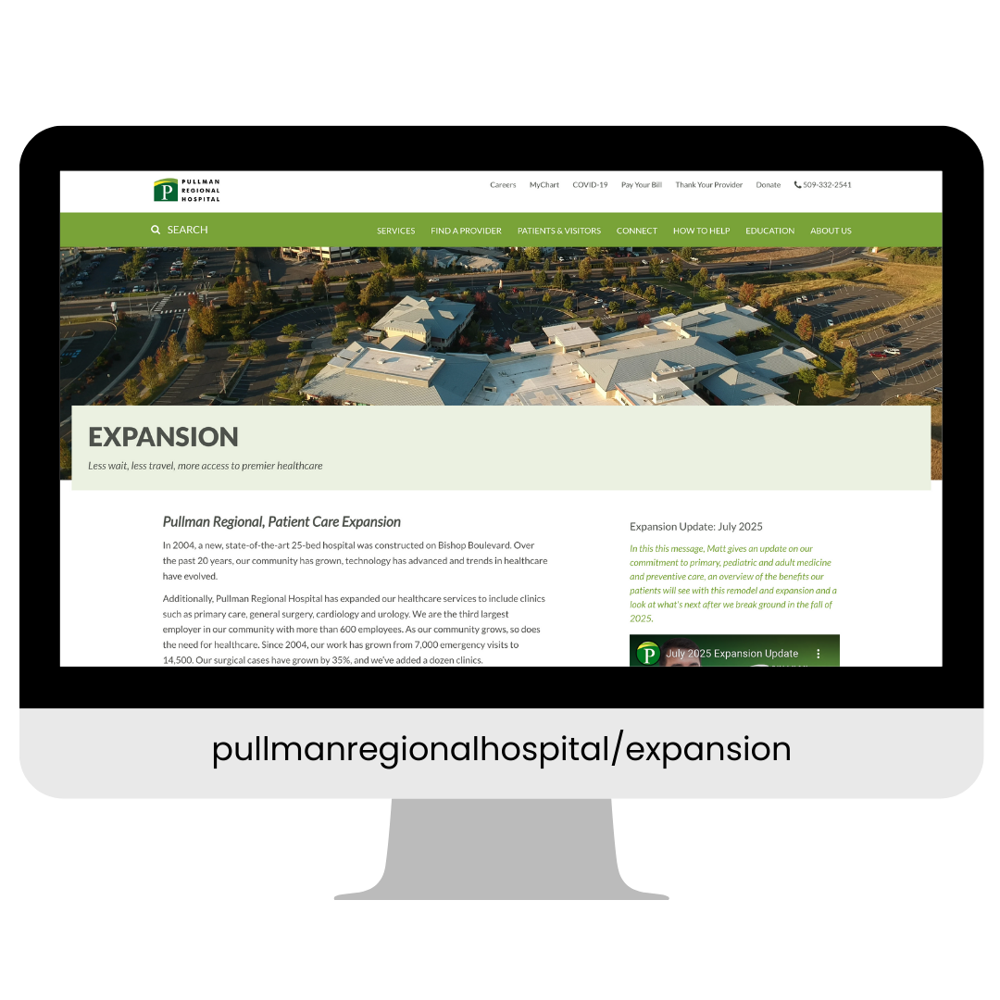 PULLMAN
REGIONAL
HOSPITAL
P
Careers MyChart COVID-19 Pay Your Bill Thank Your Provider Donate 509-332-2541
SEARCH
SERVICES FIND A PROVIDER PATIENTS & VISITORS CONNECT HOW TO HELP EDUCATION ABOUT US
EXPANSION
Less wait, less travel, more access to premier healthcare
Pullman Regional, Patient Care Expansion
In 2004, a new, state-of-the-art 25-bed hospital was constructed on Bishop Boulevard. Over
the past 20 years, our community has grown, technology has advanced and trends in healthcare
have evolved.
Additionally, Pullman Regional Hospital has expanded our healthcare services to include clinics
such as primary care, general surgery, cardiology and urology. We are the third largest
employer in our community with more than 600 employees. As our community grows, so does
the need for healthcare. Since 2004, our work has grown from 7,000 emergency visits to
14,500. Our surgical cases have grown by 35%, and we've added a dozen clinics.
Expansion Update: July 2025
In this this message, Matt gives an update on our
commitment to primary, pediatric and adult medicine
and preventive care, an overview of the benefits our
patients will see with this remodel and expansion and a
look at what's next after we break ground in the fall of
2025.
P
July 2025 Expansion Update
pullmanregionalhospital/expansion